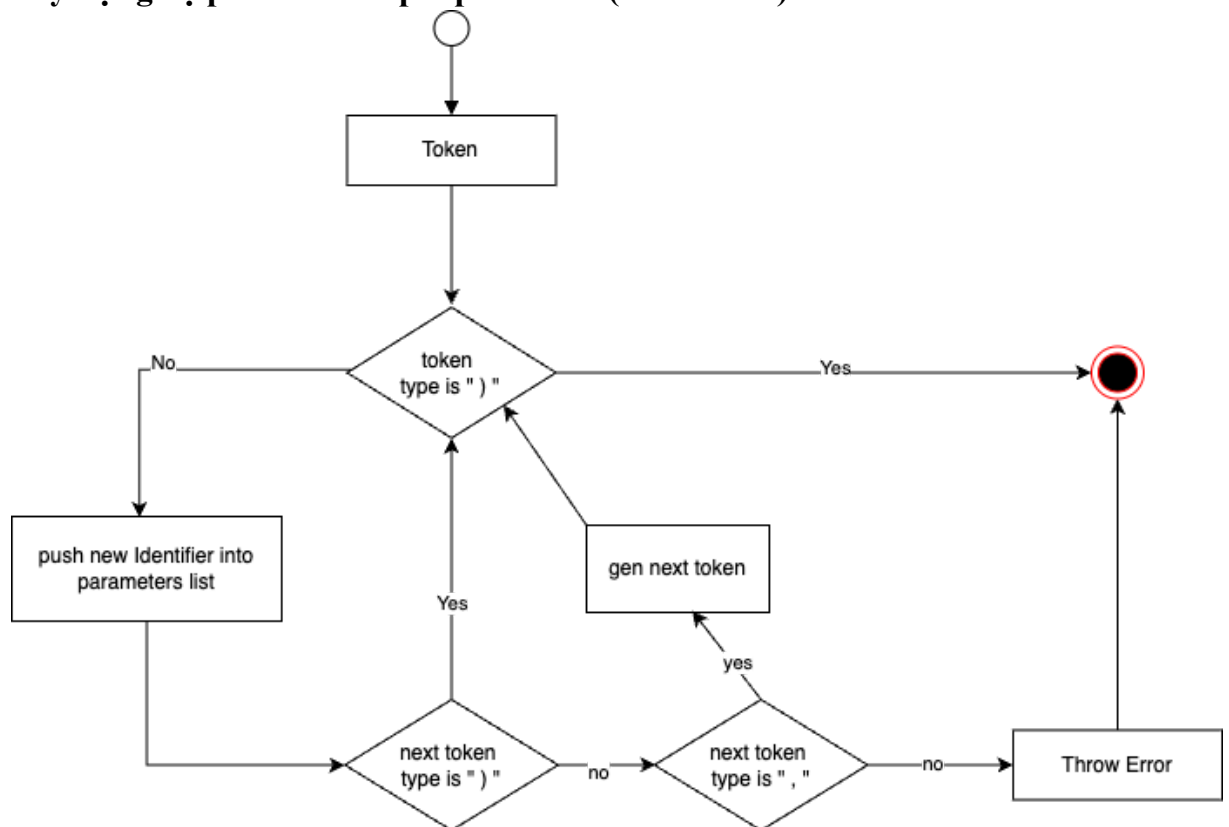 Token
token
type is " ) "
No
Yes
push new Identifier into
parameters list
gen next token
Yes
yes
next token
type is " ) "
no
next token
type is " , "
no
Throw Error